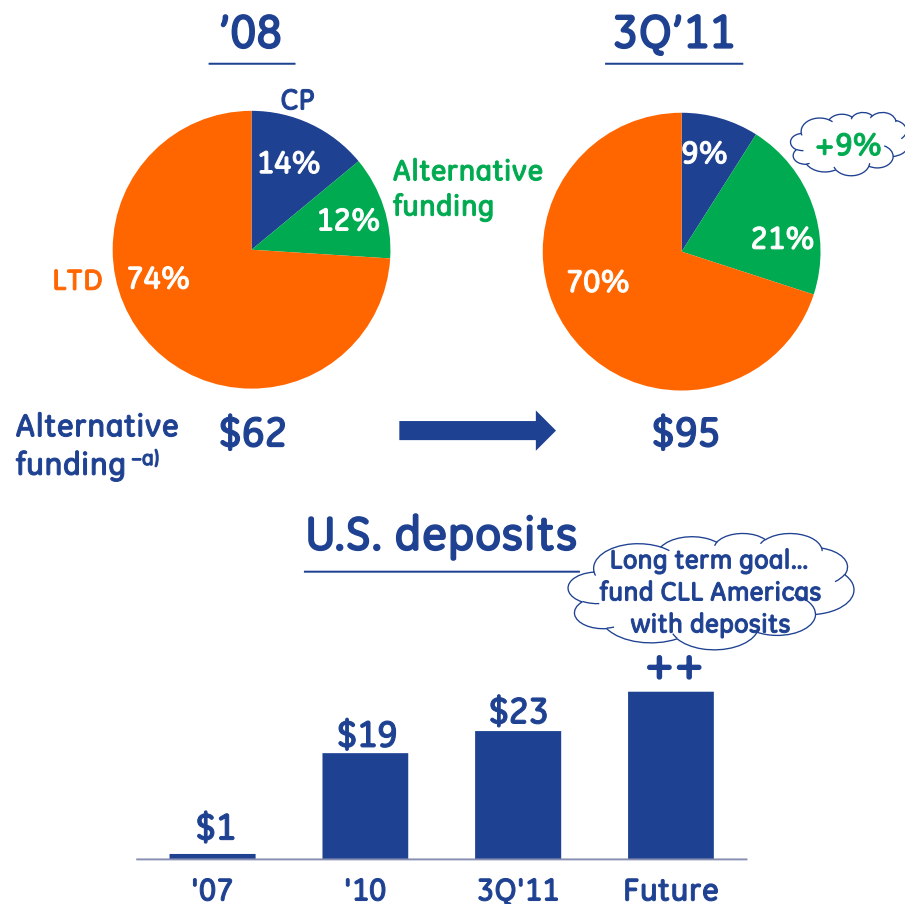 '08
3Q'11
CP
14%
Alternative
funding
12%
LTD
74%
9%
+9%
21%
70%
Alternative
funding –a)
$62
$95
U.S. deposits
Long term goal...
fund CLL Americas
with deposits
++
$23
$19
$1
'07
'10
3Q'11
Future